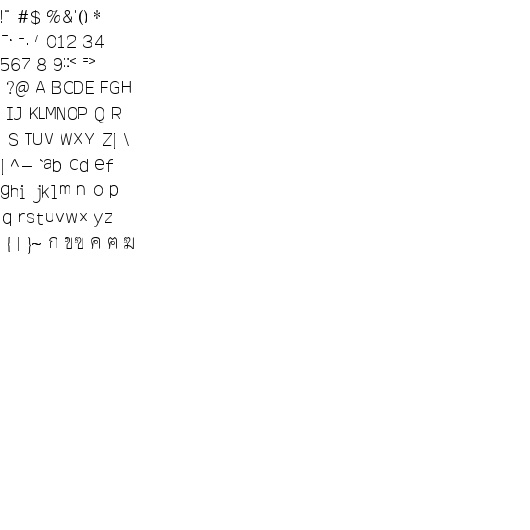 !" #$ %&'() *
+, -. / 012 34
567 8 9:;< =>
?@ A BCDE FGH
IJ KLMNOP Q R
S TUV WXY Z[ \
] ^_ `ab cd ef
ghi jklm n o p
q rstuvwx yz
{ | }~ ก ขฃ ค ฅ ฆ